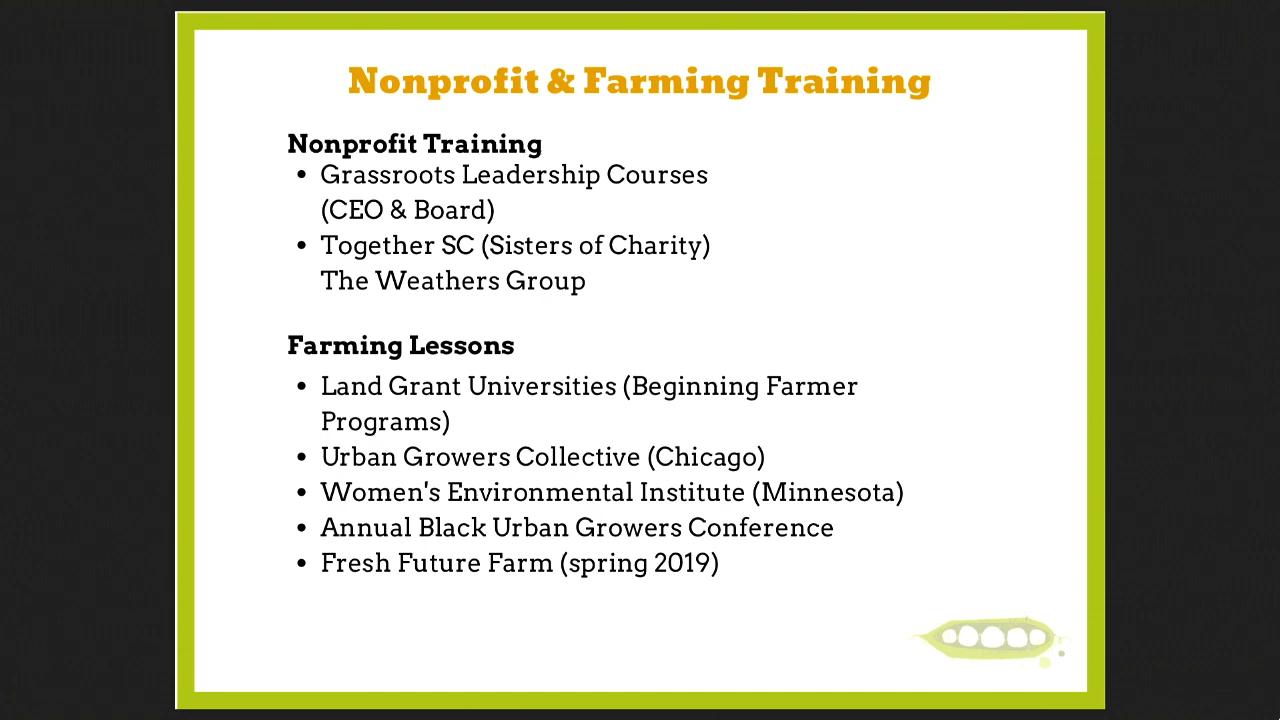 Nonprofit & Farming Training
Nonprofit Training
• Grassroots Leadership Courses
(CEO & Board)
• Together SC (Sisters of Charity)
The Weathers Group
Farming Lessons
• Land Grant Universities (Beginning Farmer
Programs)
• Urban Growers Collective (Chicago)
• Women's Environmental Institute (Minnesota)
• Annual Black Urban Growers Conference
• Fresh Future Farm (spring 2019)